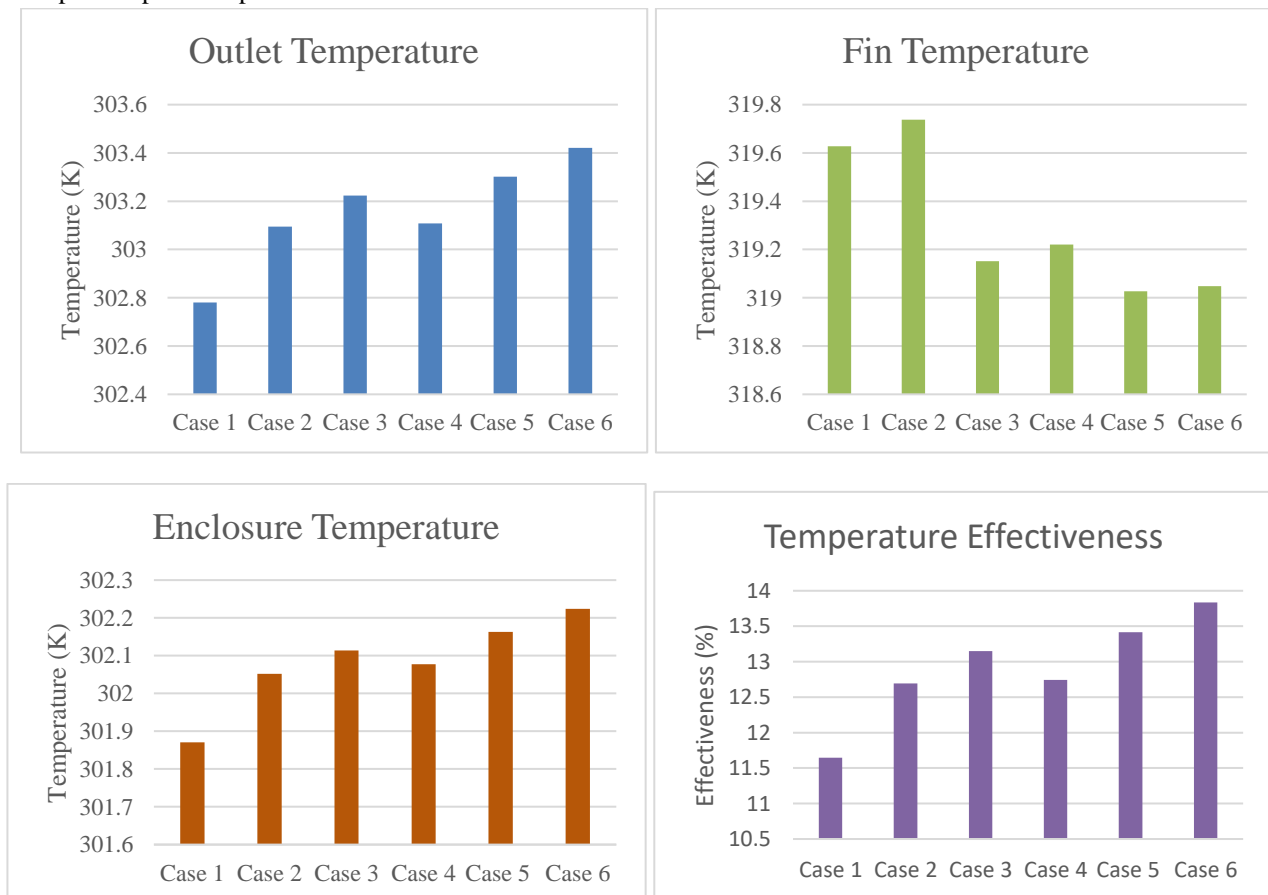 Outlet Temperature
Temperature (K)
303.6
303.4
303.2
303
302.8
302.6
302.4
Case 1 Case 2 Case 3 Case 4 Case 5 Case 6
Fin Temperature
Temperature (K)
319.8
319.6
319.4
319.2
319
318.8
318.6
Case 1 Case 2 Case 3 Case 4 Case 5 Case 6
Enclosure Temperature
Temperature (K)
302.3
302.2
302.1
302
301.9
301.8
301.7
301.6
Case 1 Case 2 Case 3 Case 4 Case 5 Case 6
Temperature Effectiveness
Effectiveness (%)
14
13.5
13
12.5
12
11.5
11
10.5
Case 1 Case 2 Case 3 Case 4 Case 5 Case 6